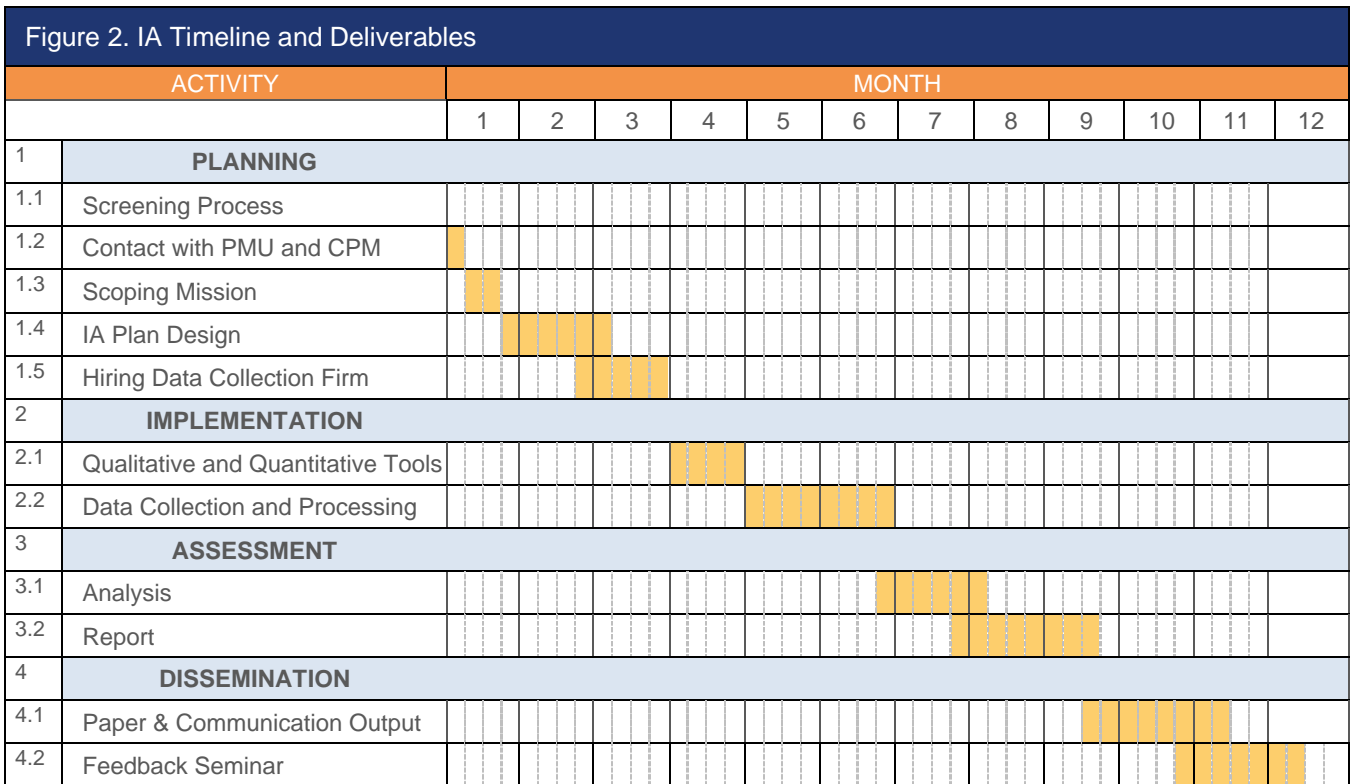 Figure 2. IA Timeline and Deliverables
ACTIVITY MONTH
1 2 3 4 5 6 7 8 9 10 11 12
1 PLANNING
1.1 Screening Process
1.2 Contact with PMU and CPM
1.3 Scoping Mission
1.4 IA Plan Design
1.5 Hiring Data Collection Firm
2 IMPLEMENTATION
2.1 Qualitative and Quantitative Tools
2.2 Data Collection and Processing
3 ASSESSMENT
3.1 Analysis
3.2 Report
4 DISSEMINATION
4.1 Paper & Communication Output
4.2 Feedback Seminar